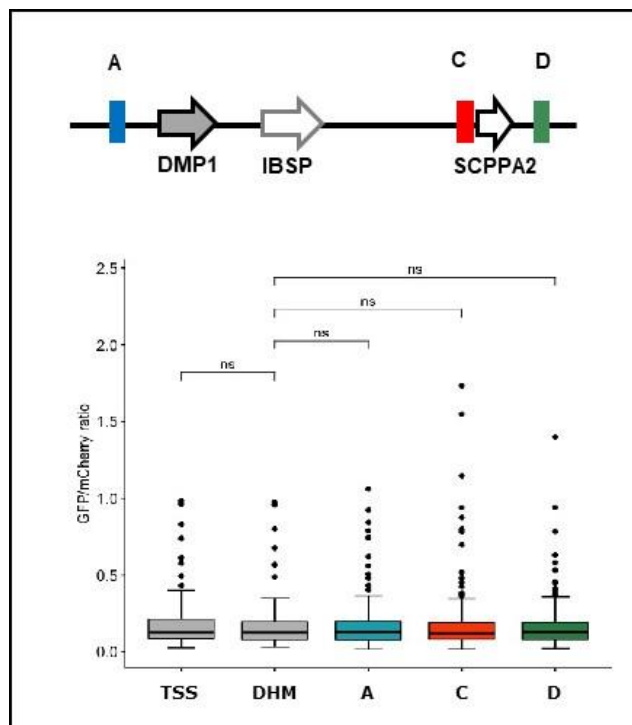 A C D
DMP1 IBSP SCPPA2
2.5
ns
ns
2.0
ns
ns
1.5
GFP/mCherry ratio
1.0
0.5
0.0
TSS DHM A C D